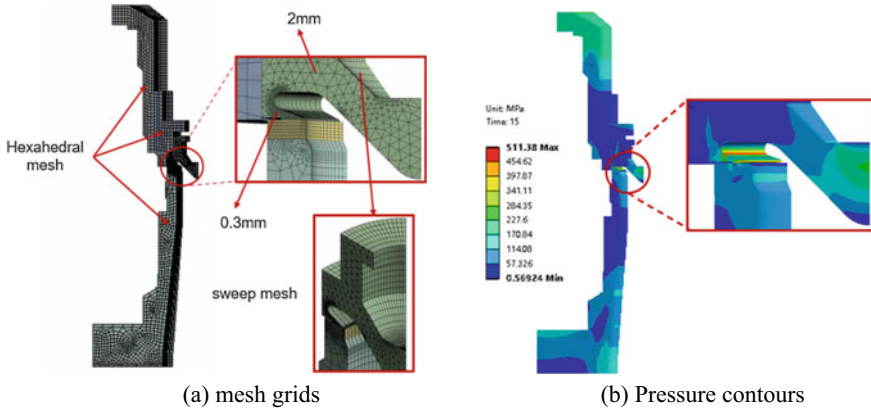 2mm
Hexahedral
mesh
0.3mm
sweep mesh
(a) mesh grids
Unit: MPa
Time: 15
511.38 Max
454.62
397.87
341.11
284.35
227.6
170.84
114.08
57.326
0.56924 Min
(b) Pressure contours